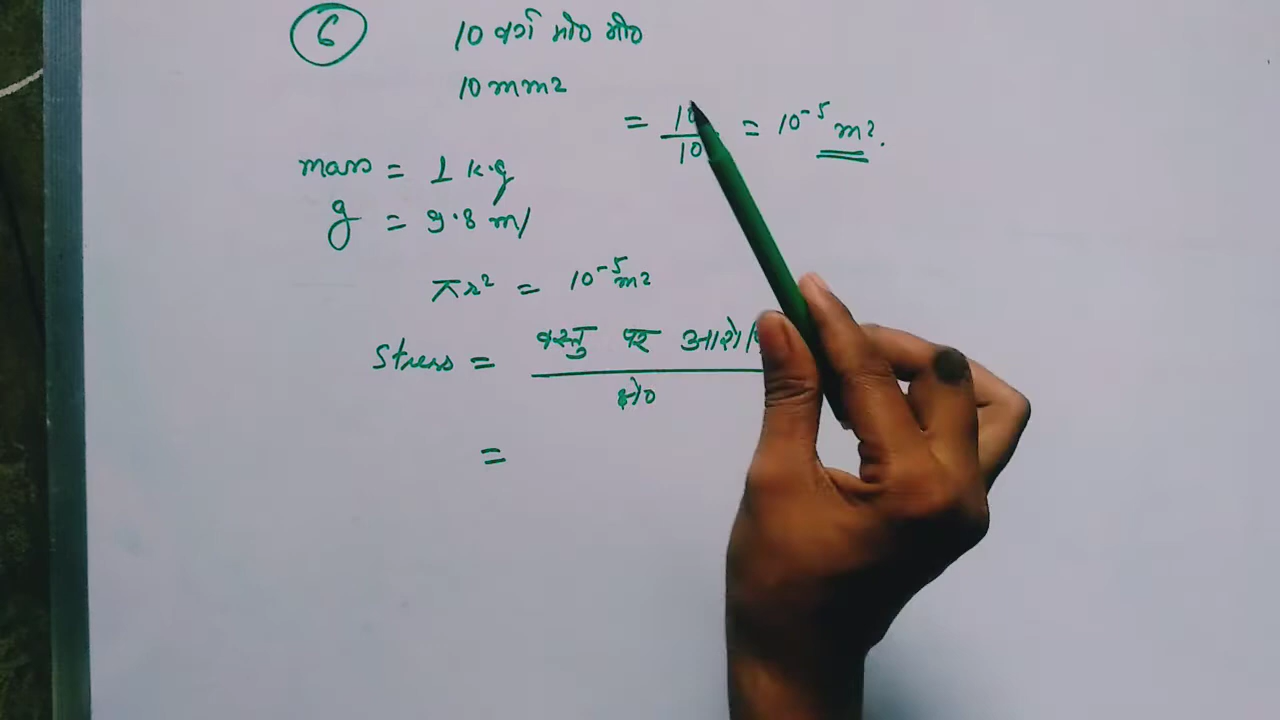 6 10 वर्ग मी० मी०
10 mm2
= 10 / 10 = 10⁻⁵ m².
mass = 1 k.g
g = 9.8 m/
πr² = 10⁻⁵ m²
Stress = वस्तु पर
क्षे०
=